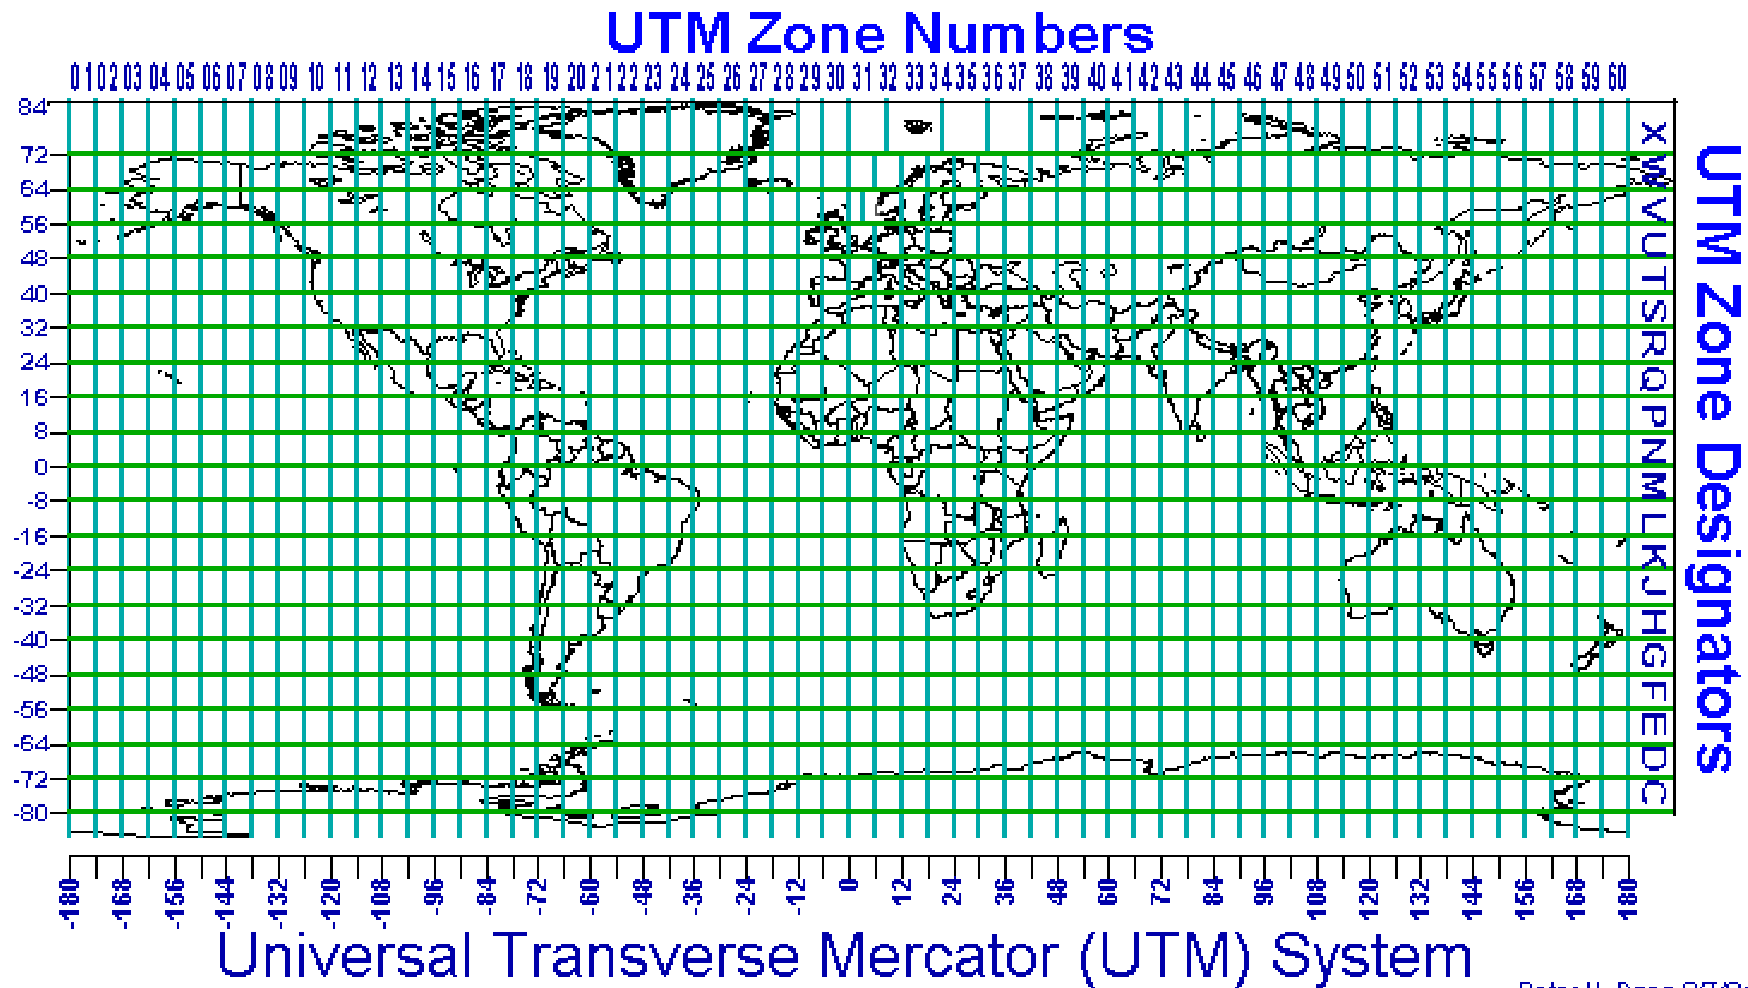 UTM Zone Numbers
01 02 03 04 05 06 07 08 09 10 11 12 13 14 15 16 17 18 19 20 21 22 23 24 25 26 27 28 29 30 31 32 33 34 35 36 37 38 39 40 41 42 43 44 45 46 47 48 49 50 51 52 53 54 55 56 57 58 59 60
84
72
64
56
48
40
32
24
16
8
0
-8
-16
-24
-32
-40
-48
-56
-64
-72
-80
X
W
V
U
T
S
R
Q
P
N
M
L
K
J
H
G
F
E
D
C
UTM Zone Designators
-180 -168 -156 -144 -132 -120 -108 -96 -84 -72 -60 -48 -36 -24 -12 0 12 24 36 48 60 72 84 96 108 120 132 144 156 168 180
Universal Transverse Mercator (UTM) System